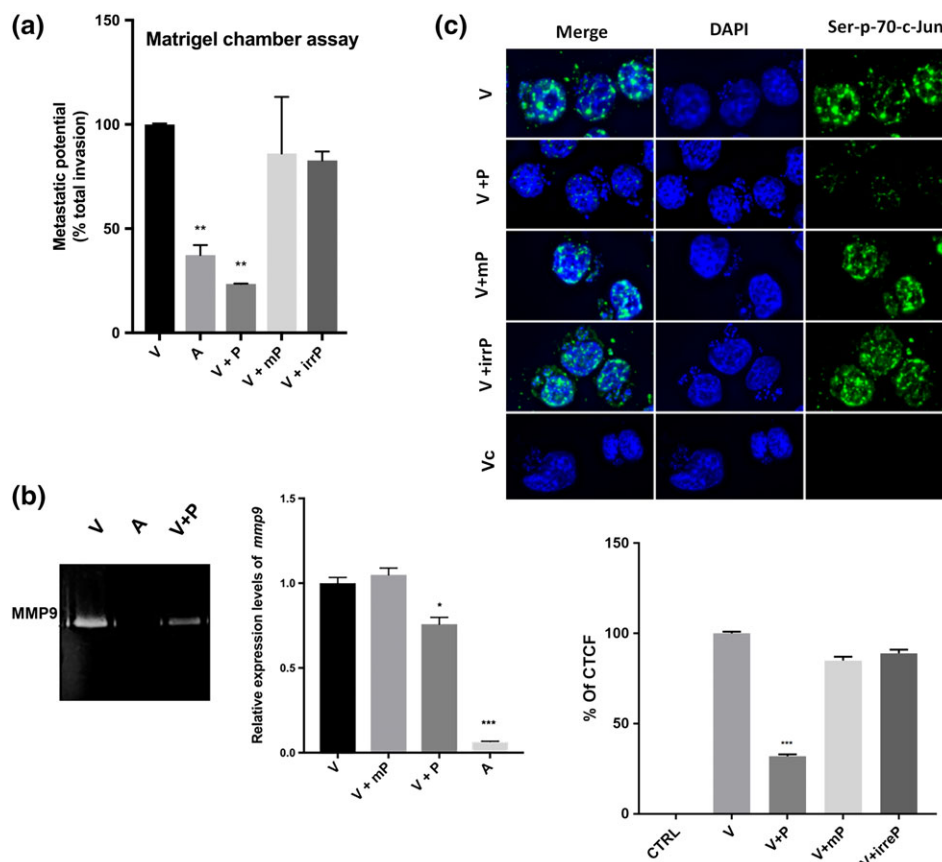 (a)
Matrigel chamber assay
Metastatic potential
(% total invasion)
150
100
50
0
V
A
V + P
V + mP
V + irrP
**
**
(b)
V
A
V+P
MMP9
Relative expression levels of mmp9
1.5
1.0
0.5
0.0
V
V + mP
V + P
A
*
***
(c)
Merge
DAPI
Ser-p-70-c-Jun
V
V +P
V+mP
V +irrP
Vc
% Of CTCF
150
100
50
0
CTRL
V
V+P
V+mP
V+irreP
***